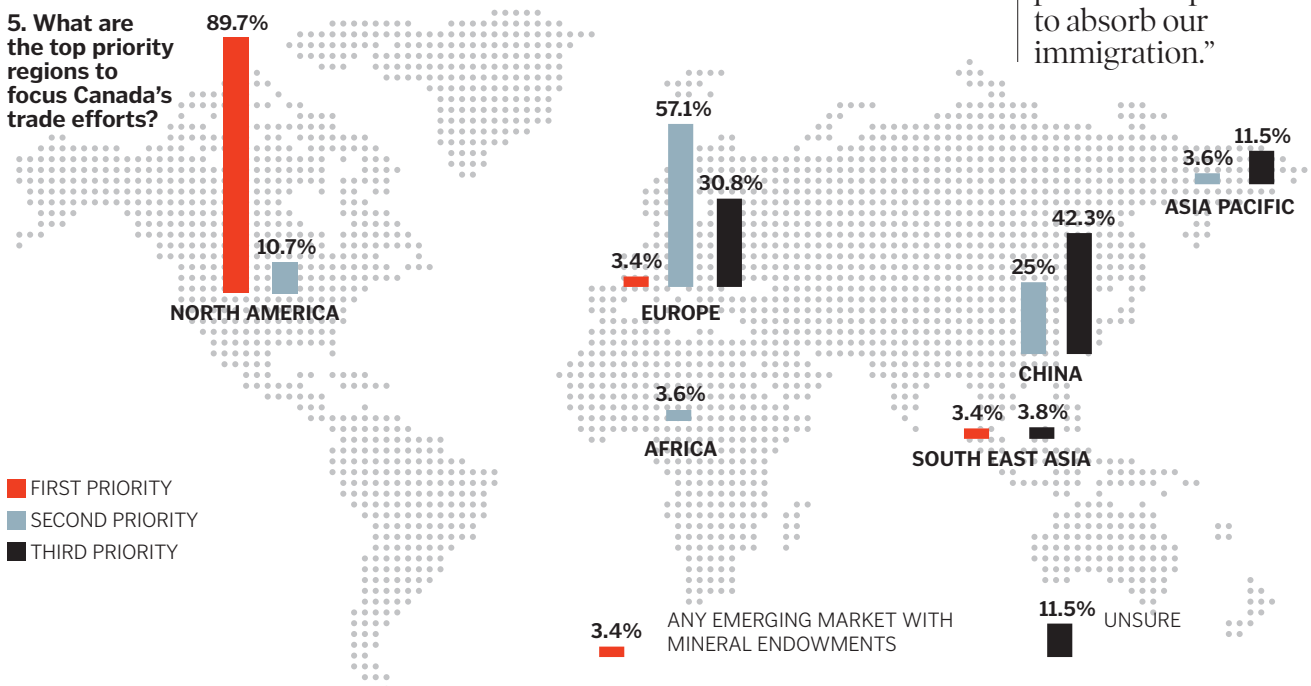 5. What are
the top priority
regions to
focus Canada’s
trade efforts?
to absorb our
immigration.”
89.7%
10.7%
NORTH AMERICA
3.4%
57.1%
30.8%
EUROPE
3.6%
AFRICA
25%
42.3%
CHINA
3.4%
3.8%
SOUTH EAST ASIA
3.6%
11.5%
ASIA PACIFIC
FIRST PRIORITY
SECOND PRIORITY
THIRD PRIORITY
3.4%
ANY EMERGING MARKET WITH
MINERAL ENDOWMENTS
11.5%
UNSURE